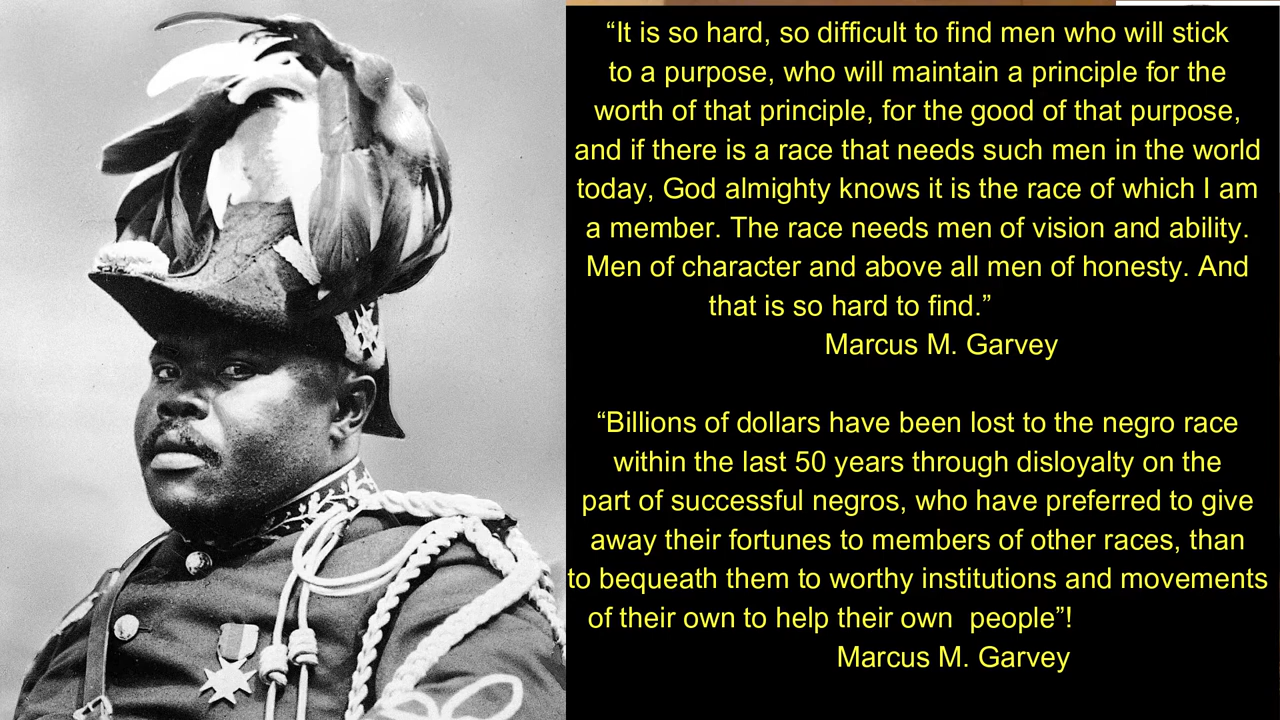 “It is so hard, so difficult to find men who will stick
to a purpose, who will maintain a principle for the
worth of that principle, for the good of that purpose,
and if there is a race that needs such men in the world
today, God almighty knows it is the race of which I am
a member. The race needs men of vision and ability.
Men of character and above all men of honesty. And
that is so hard to find.”
Marcus M. Garvey
“Billions of dollars have been lost to the negro race
within the last 50 years through disloyalty on the
part of successful negros, who have preferred to give
away their fortunes to members of other races, than
to bequeath them to worthy institutions and movements
of their own to help their own  people”!
Marcus M. Garvey